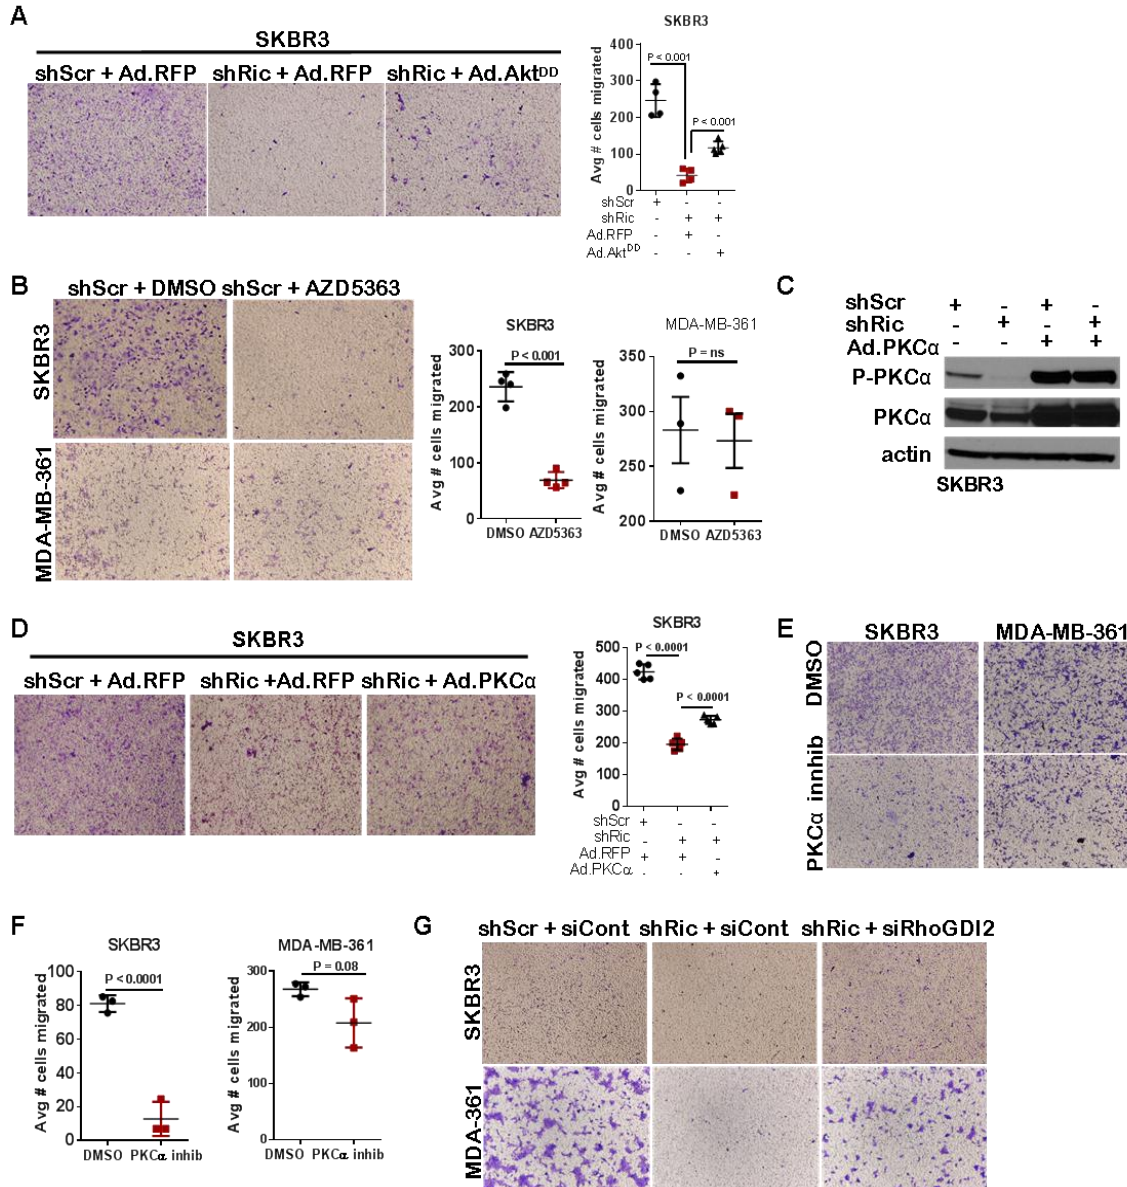 A
SKBR3
shScr + Ad.RFP shRic + Ad.RFP shRic + Ad.Akt^DD
SKBR3
Avg # cells migrated
400
300
200
100
0
P < 0.001
P < 0.001
shScr + - -
shRic - + +
Ad.RFP - + -
Ad.Akt^DD - - +
B
shScr + DMSO shScr + AZD5363
SKBR3
MDA-MB-361
SKBR3
Avg # cells migrated
300
200
100
0
P < 0.001
DMSO AZD5363
MDA-MB-361
Avg # cells migrated
350
300
250
200
P = ns
DMSO AZD5363
C
shScr + - + -
shRic - + - +
Ad.PKCα - - + +
P-PKCα
PKCα
actin
SKBR3
D
SKBR3
shScr + Ad.RFP shRic +Ad.RFP shRic + Ad.PKCα
SKBR3
Avg # cells migrated
500
400
300
200
100
0
P < 0.0001
P < 0.0001
shScr + - -
shRic - + +
Ad.RFP + + -
Ad.PKCα - - +
E
SKBR3 MDA-MB-361
DMSO
PKCα innhib
F
SKBR3
Avg # cells migrated
100
80
60
40
20
0
P < 0.0001
DMSO PKCα inhib
MDA-MB-361
Avg # cells migrated
300
200
100
0
P = 0.08
DMSO PKCα inhib
G
shScr + siCont shRic + siCont shRic + siRhoGDI2
SKBR3
MDA-361